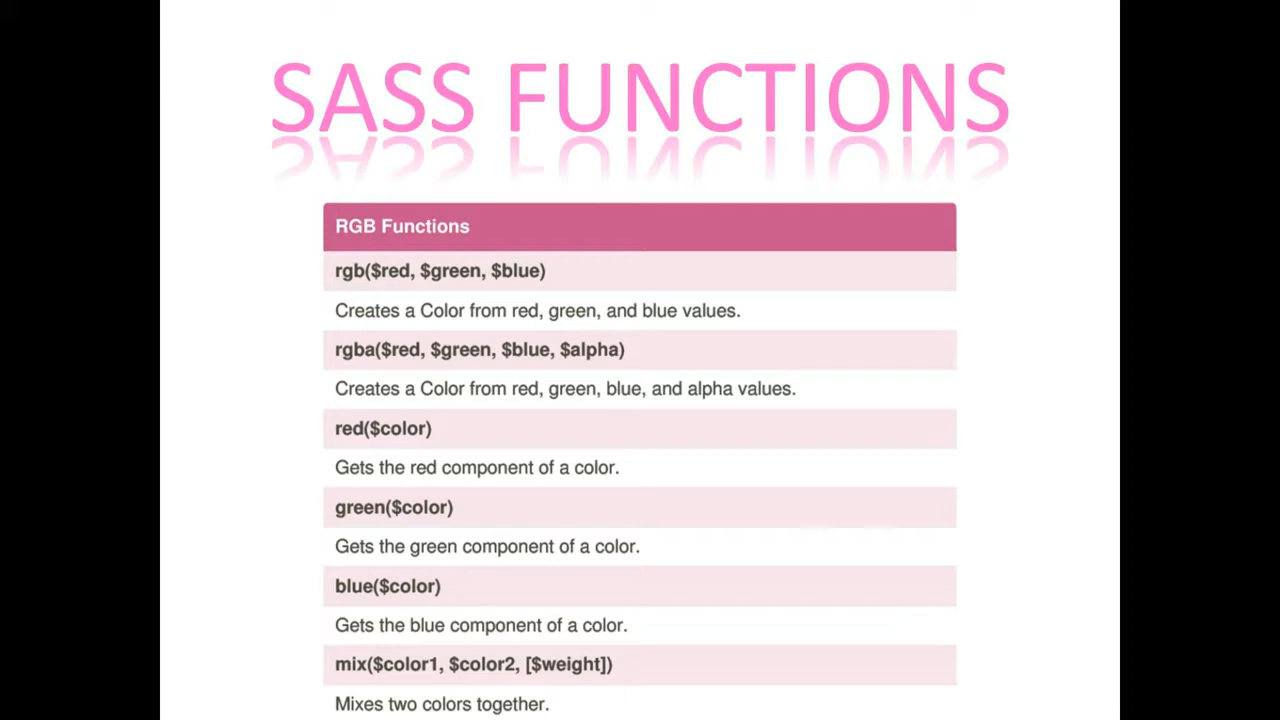 SASS FUNCTIONS
RGB Functions
rgb($red, $green, $blue)
Creates a Color from red, green, and blue values.
rgba($red, $green, $blue, $alpha)
Creates a Color from red, green, blue, and alpha values.
red($color)
Gets the red component of a color.
green($color)
Gets the green component of a color.
blue($color)
Gets the blue component of a color.
mix($color1, $color2, [$weight])
Mixes two colors together.